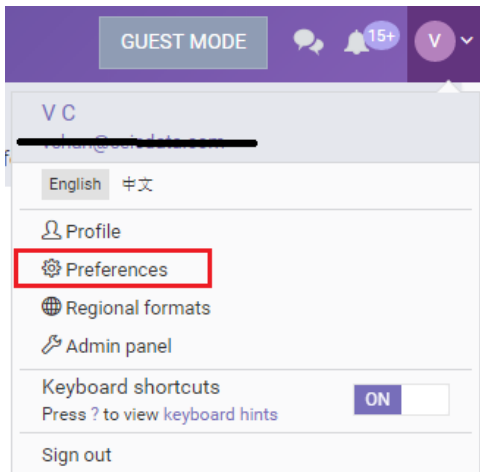 GUEST MODE
15+
V
V C
English 中文
Profile
Preferences
Regional formats
Admin panel
Keyboard shortcuts
ON
Press ? to view keyboard hints
Sign out